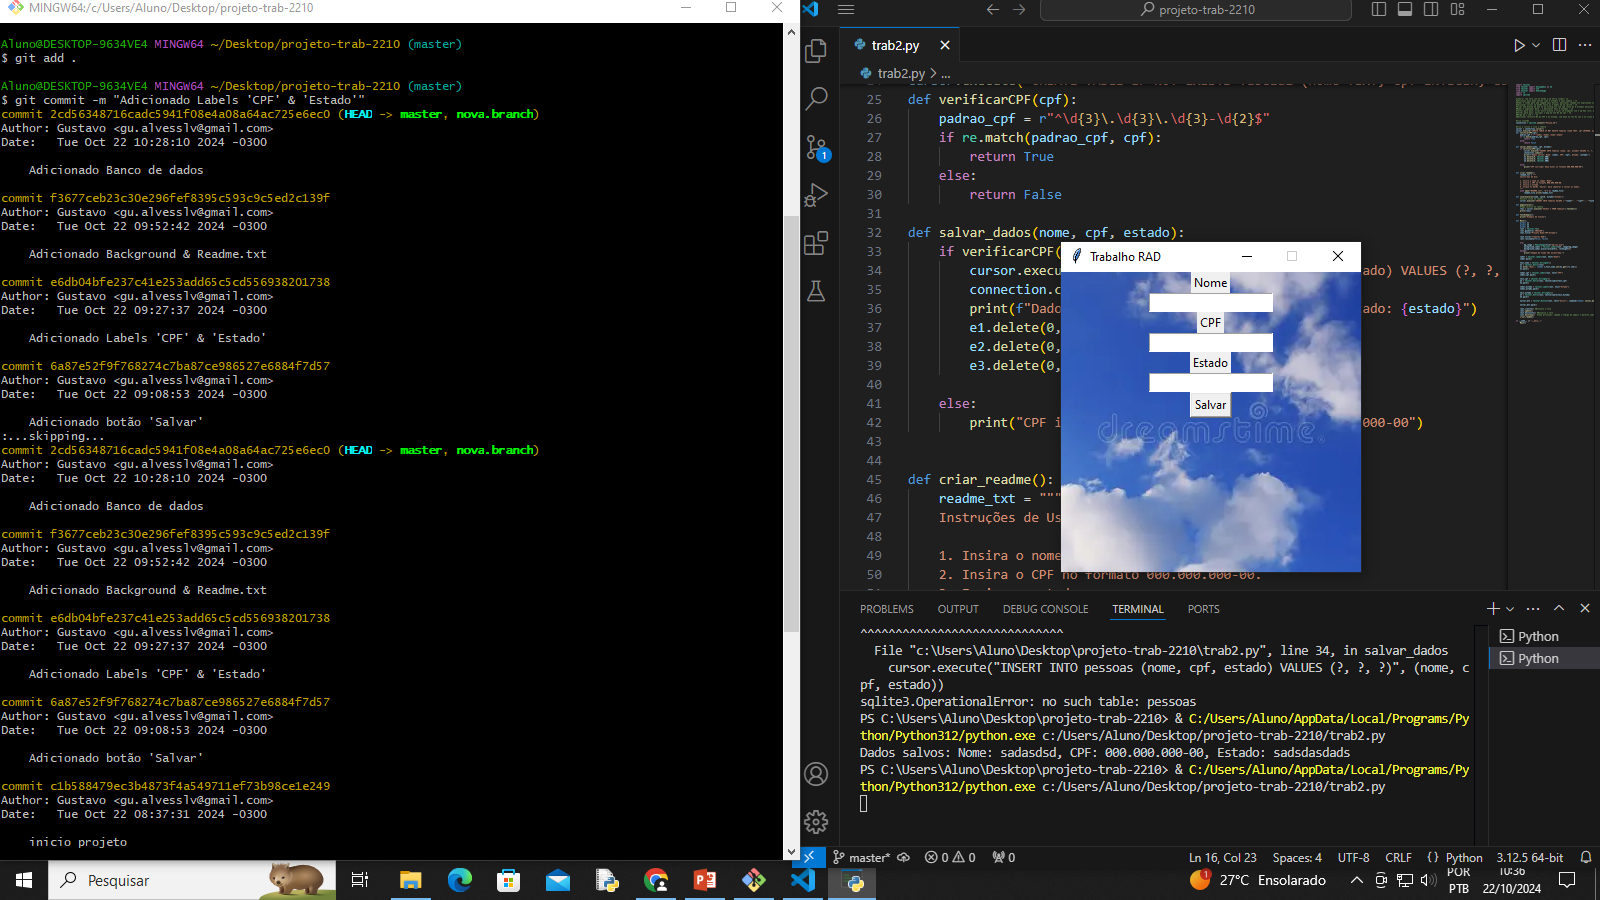 MINGW64:/c/Users/Aluno/Desktop/projeto-trab-2210
Aluno@DESKTOP-9634VE4 MINGW64 ~/Desktop/projeto-trab-2210 (master)
$ git add .
Aluno@DESKTOP-9634VE4 MINGW64 ~/Desktop/projeto-trab-2210 (master)
$ git commit -m "Adicionado Labels 'CPF' & 'Estado'"
commit 2cd56348716cadc5941f08e4a08a64ac725e6ec0 (HEAD -> master, nova.branch)
Author: Gustavo <gu.alvesslv@gmail.com>
Date:   Tue Oct 22 10:28:10 2024 -0300
Adicionado Banco de dados
commit f3677ceb23c30e296fef8395c593c9c5ed2c139f
Author: Gustavo <gu.alvesslv@gmail.com>
Date:   Tue Oct 22 09:52:42 2024 -0300
Adicionado Background & Readme.txt
commit e6db04bfe237c41e253add65c5cd556938201738
Author: Gustavo <gu.alvesslv@gmail.com>
Date:   Tue Oct 22 09:27:37 2024 -0300
Adicionado Labels 'CPF' & 'Estado'
commit 6a87e52f9f768274c7ba87ce986527e6884f7d57
Author: Gustavo <gu.alvesslv@gmail.com>
Date:   Tue Oct 22 09:08:53 2024 -0300
Adicionado botão 'Salvar'
:...skipping...
commit 2cd56348716cadc5941f08e4a08a64ac725e6ec0 (HEAD -> master, nova.branch)
Author: Gustavo <gu.alvesslv@gmail.com>
Date:   Tue Oct 22 10:28:10 2024 -0300
Adicionado Banco de dados
commit f3677ceb23c30e296fef8395c593c9c5ed2c139f
Author: Gustavo <gu.alvesslv@gmail.com>
Date:   Tue Oct 22 09:52:42 2024 -0300
Adicionado Background & Readme.txt
commit e6db04bfe237c41e253add65c5cd556938201738
Author: Gustavo <gu.alvesslv@gmail.com>
Date:   Tue Oct 22 09:27:37 2024 -0300
Adicionado Labels 'CPF' & 'Estado'
commit 6a87e52f9f768274c7ba87ce986527e6884f7d57
Author: Gustavo <gu.alvesslv@gmail.com>
Date:   Tue Oct 22 09:08:53 2024 -0300
Adicionado botão 'Salvar'
commit c1b588479ec3b4873f4a549711ef73b98ce1e249
Author: Gustavo <gu.alvesslv@gmail.com>
Date:   Tue Oct 22 08:37:31 2024 -0300
inicio projeto
projeto-trab-2210
trab2.py
trab2.py > ...
25 def verificarCPF(cpf):
26 padrao_cpf = r"^\d{3}\.\d{3}\.\d{3}-\d{2}$"
27 if re.match(padrao_cpf, cpf):
28 return True
29 else:
30 return False
31
32 def salvar_dados(nome, cpf, estado):
33 if verificarCPF(
34 cursor.execu ado) VALUES (?, ?,
35 connection.c
36 print(f"Dado ado: {estado}")
37 e1.delete(0,
38 e2.delete(0,
39 e3.delete(0,
40
41 else:
42 print("CPF i 000-00")
43
44
45 def criar_readme():
46 readme_txt = """
47 Instruções de Us
48
49 1. Insira o nome
50 2. Insira o CPF no formato 000.000.000-00.
Trabalho RAD
Nome
CPF
Estado
Salvar
dreamstime
1
PROBLEMS OUTPUT DEBUG CONSOLE TERMINAL PORTS
^^^^^^^^^^^^^^^^^^^^^^^^^^^^^
File "c:\Users\Aluno\Desktop\projeto-trab-2210\trab2.py", line 34, in salvar_dados
cursor.execute("INSERT INTO pessoas (nome, cpf, estado) VALUES (?, ?, ?)", (nome, c
pf, estado))
sqlite3.OperationalError: no such table: pessoas
PS C:\Users\Aluno\Desktop\projeto-trab-2210> & C:/Users/Aluno/AppData/Local/Programs/Py
thon/Python312/python.exe c:/Users/Aluno/Desktop/projeto-trab-2210/trab2.py
Dados salvos: Nome: sadasdsd, CPF: 000.000.000-00, Estado: sadsdasdads
PS C:\Users\Aluno\Desktop\projeto-trab-2210> & C:/Users/Aluno/AppData/Local/Programs/Py
thon/Python312/python.exe c:/Users/Aluno/Desktop/projeto-trab-2210/trab2.py
Python
Python
master* 0 0 0 Ln 16, Col 23 Spaces: 4 UTF-8 CRLF {} Python 3.12.5 64-bit
Pesquisar
1 27°C Ensolarado POR PTB 10:36 22/10/2024